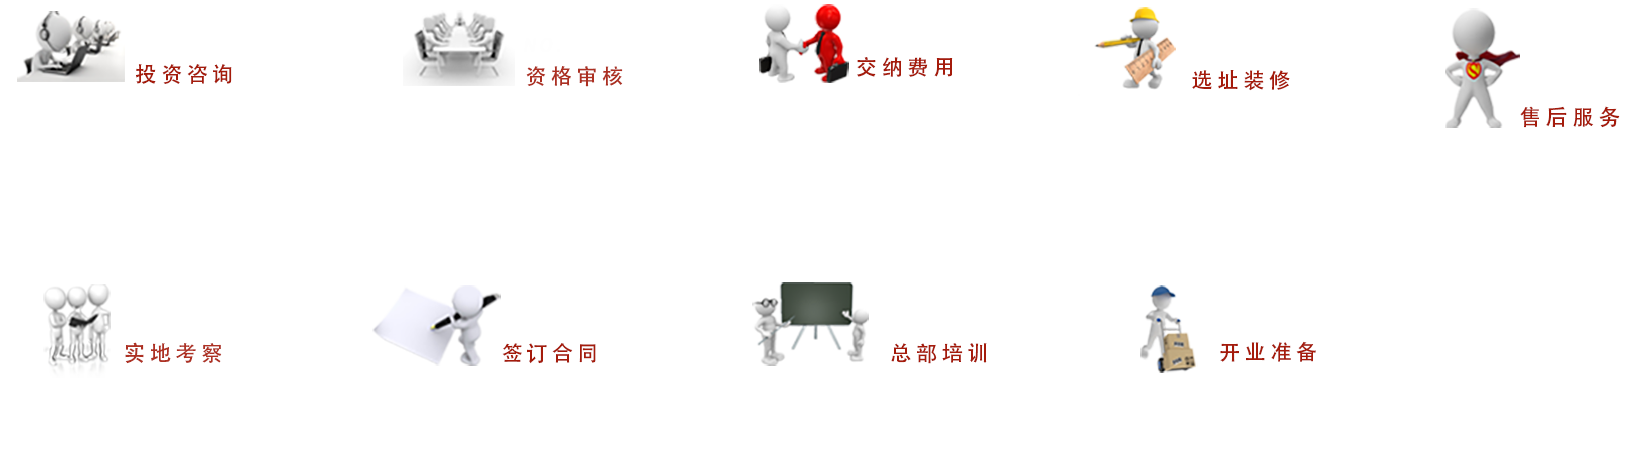 投资咨询
资格审核
交纳费用
选址装修
售后服务
实地考察
签订合同
总部培训
开业准备